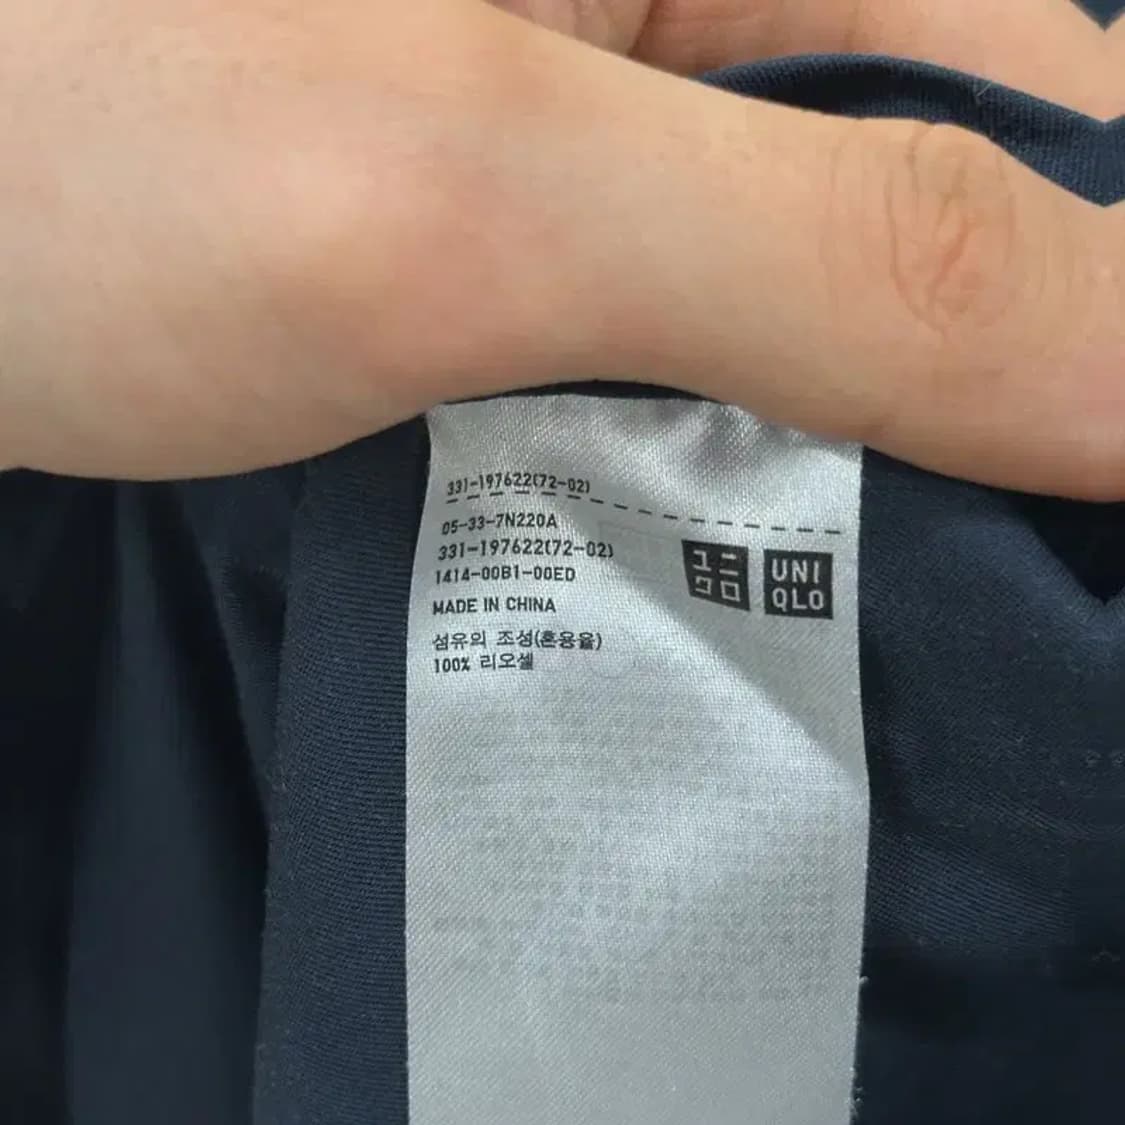 331-197622(72-02)
05-33-7N220A
331-197622(72-02)
1414-00B1-00ED
MADE IN CHINA
섬유의 조성(혼용율)
100% 리오셀
ユニ
クロ
UNI
QLO